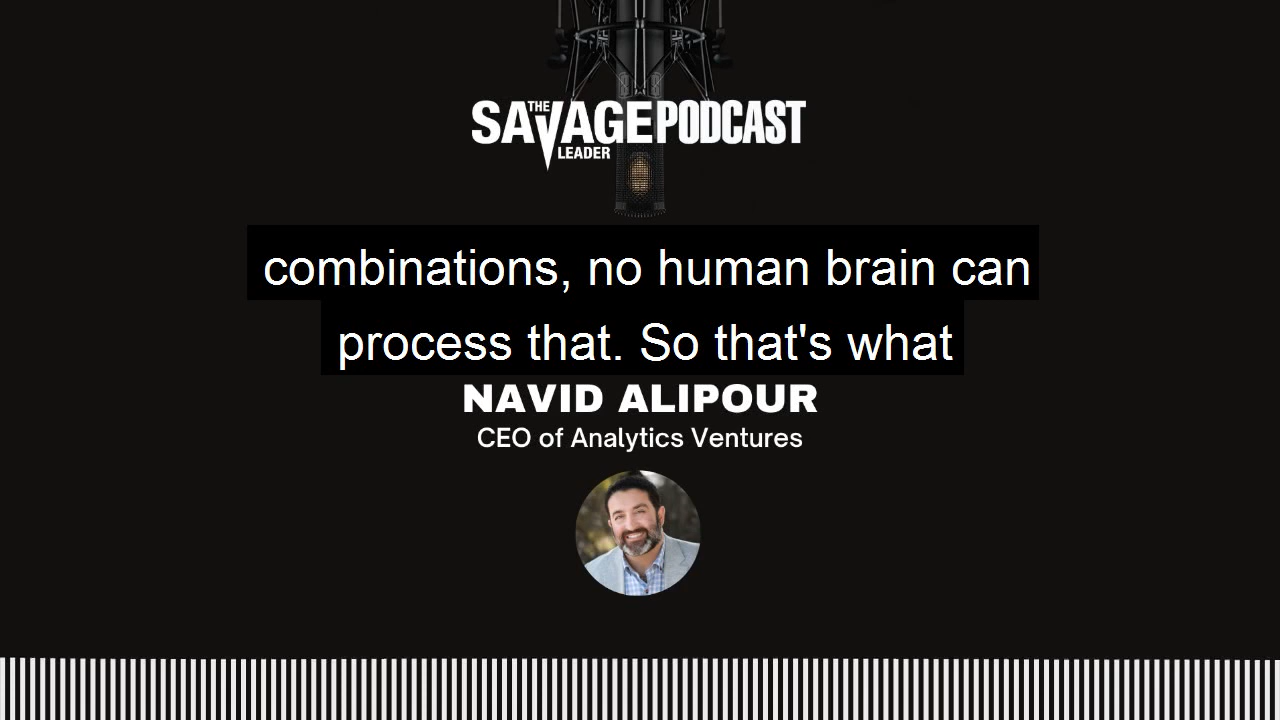 THE
SAVAGE PODCAST
LEADER
combinations, no human brain can
process that. So that's what
NAVID ALIPOUR
CEO of Analytics Ventures